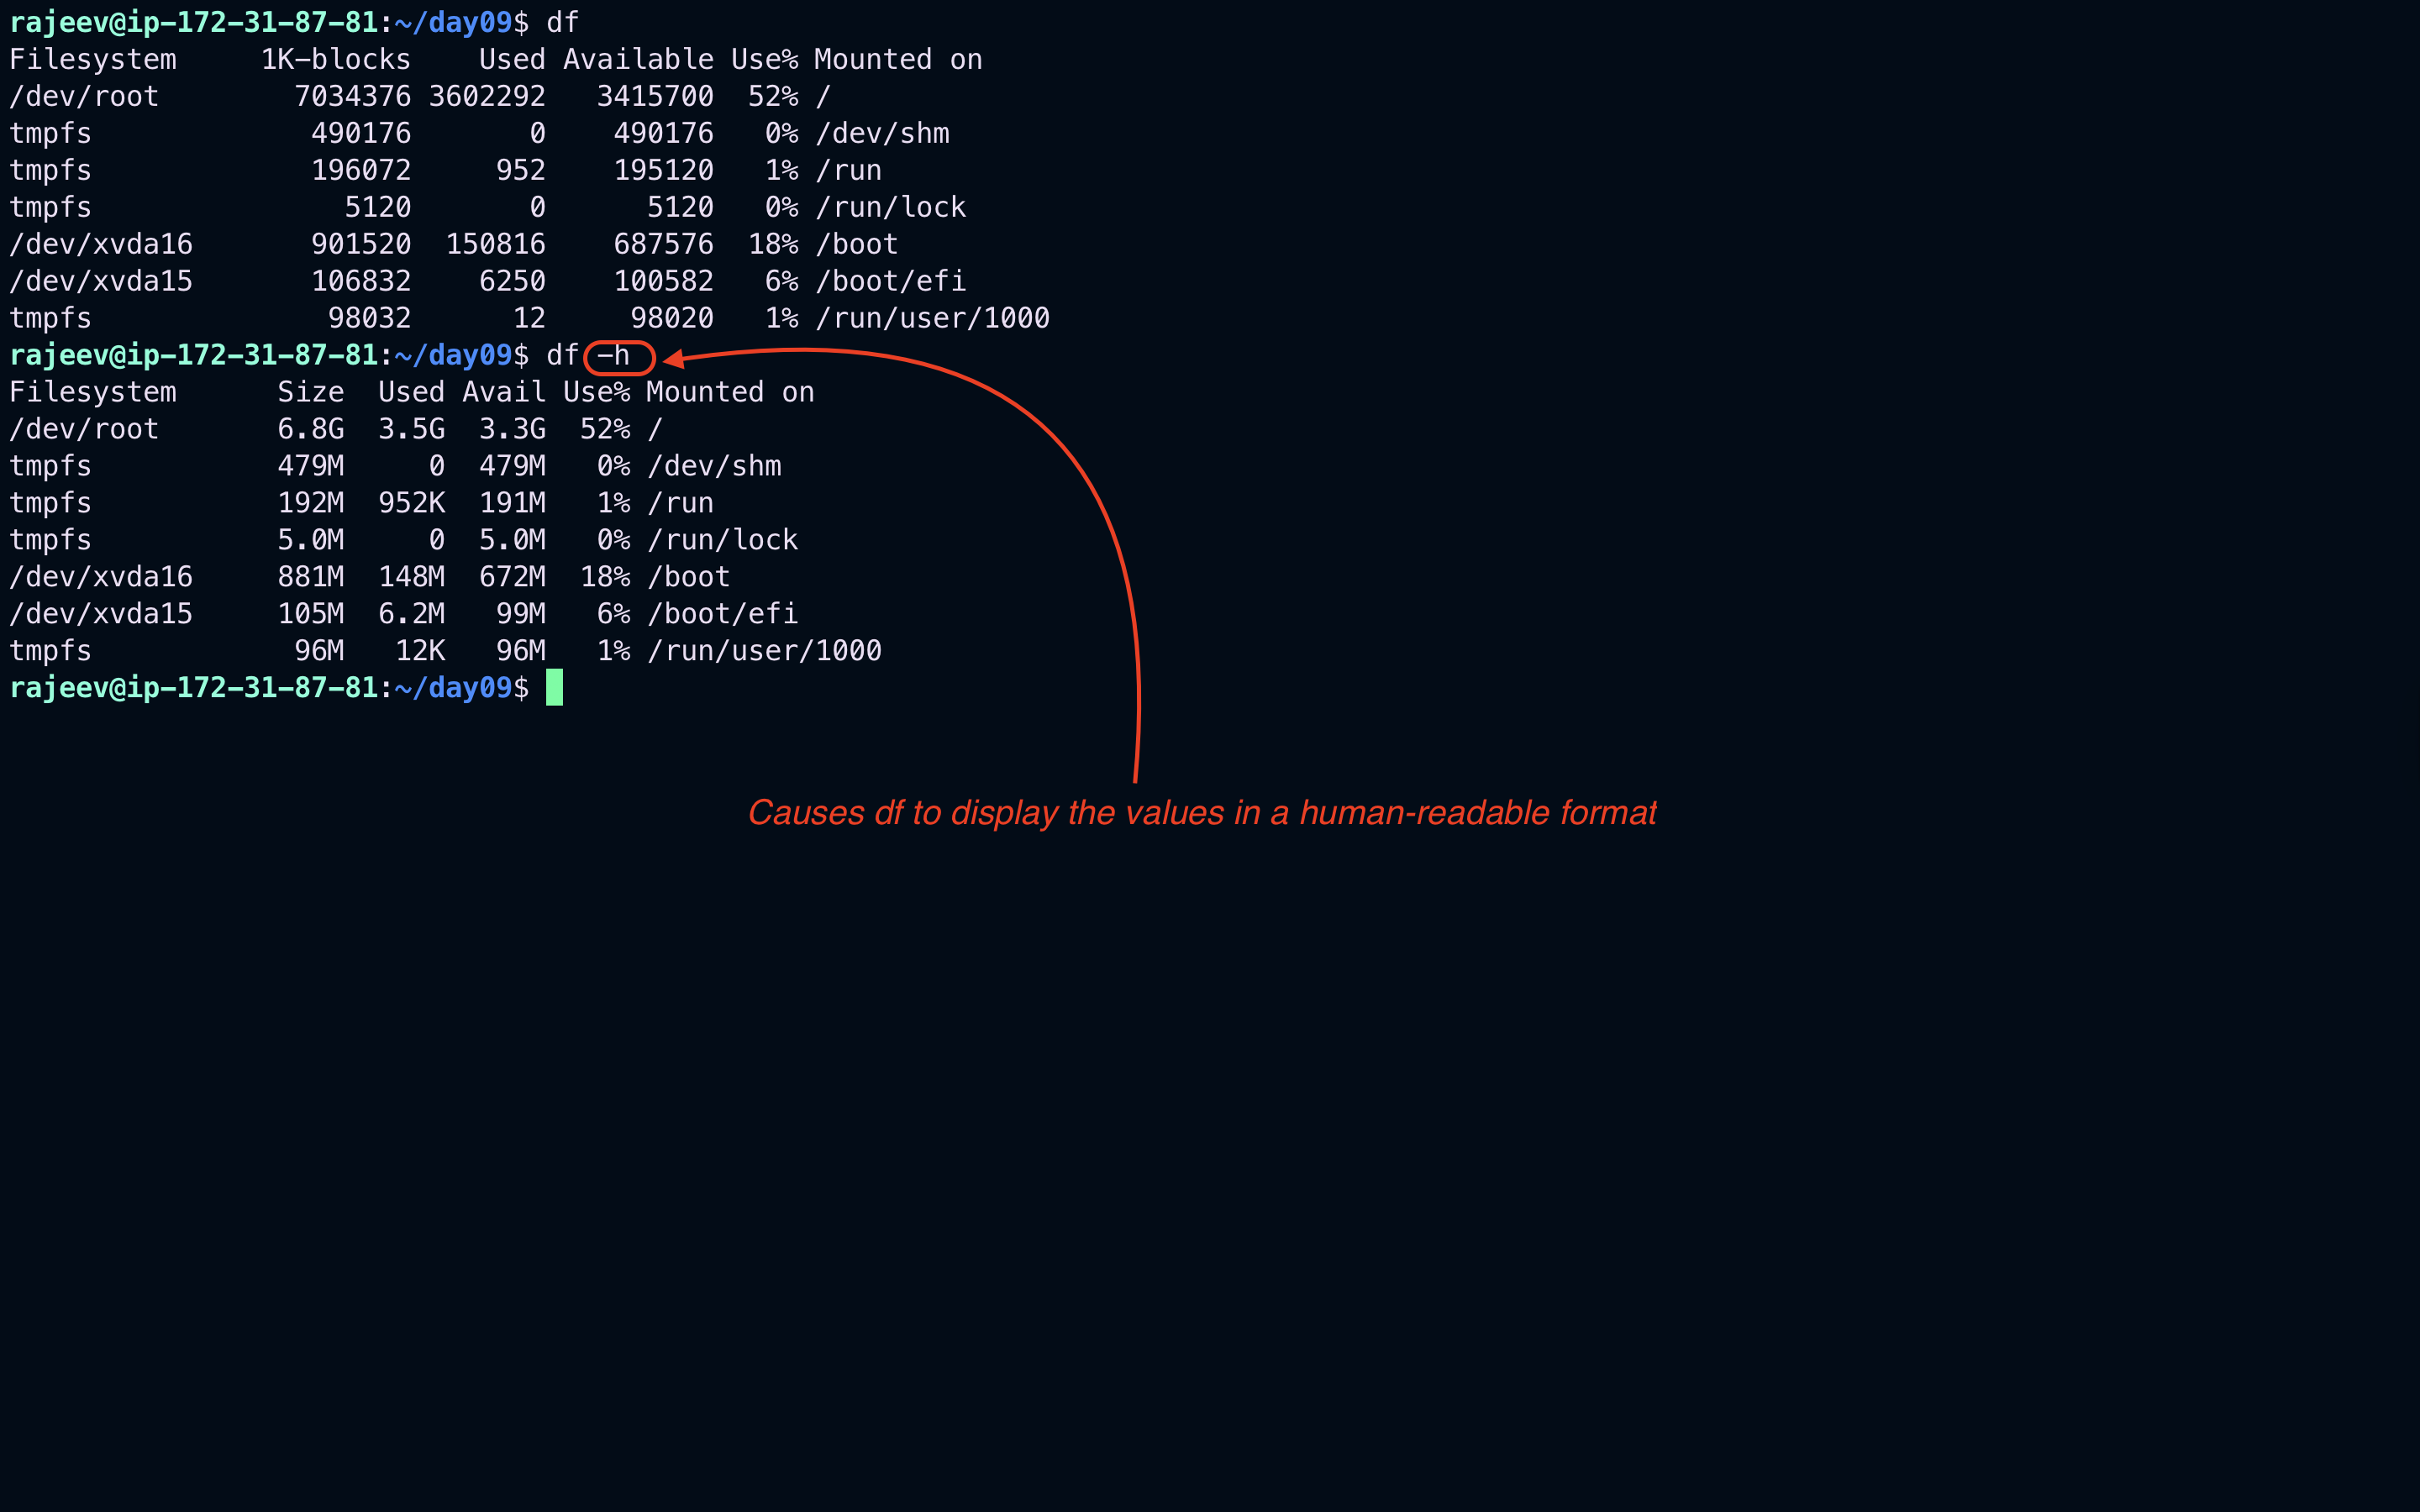 rajeev@ip-172-31-87-81:~/day09$ df
Filesystem     1K-blocks    Used Available Use% Mounted on
/dev/root        7034376 3602292   3415700  52% /
tmpfs             490176       0    490176   0% /dev/shm
tmpfs             196072     952    195120   1% /run
tmpfs               5120       0      5120   0% /run/lock
/dev/xvda16       901520  150816    687576  18% /boot
/dev/xvda15       106832    6250    100582   6% /boot/efi
tmpfs              98032      12     98020   1% /run/user/1000
rajeev@ip-172-31-87-81:~/day09$ df -h
Filesystem      Size  Used Avail Use% Mounted on
/dev/root       6.8G  3.5G  3.3G  52% /
tmpfs           479M     0  479M   0% /dev/shm
tmpfs           192M  952K  191M   1% /run
tmpfs           5.0M     0  5.0M   0% /run/lock
/dev/xvda16     881M  148M  672M  18% /boot
/dev/xvda15     105M  6.2M   99M   6% /boot/efi
tmpfs            96M   12K   96M   1% /run/user/1000
rajeev@ip-172-31-87-81:~/day09$
Causes df to display the values in a human-readable format